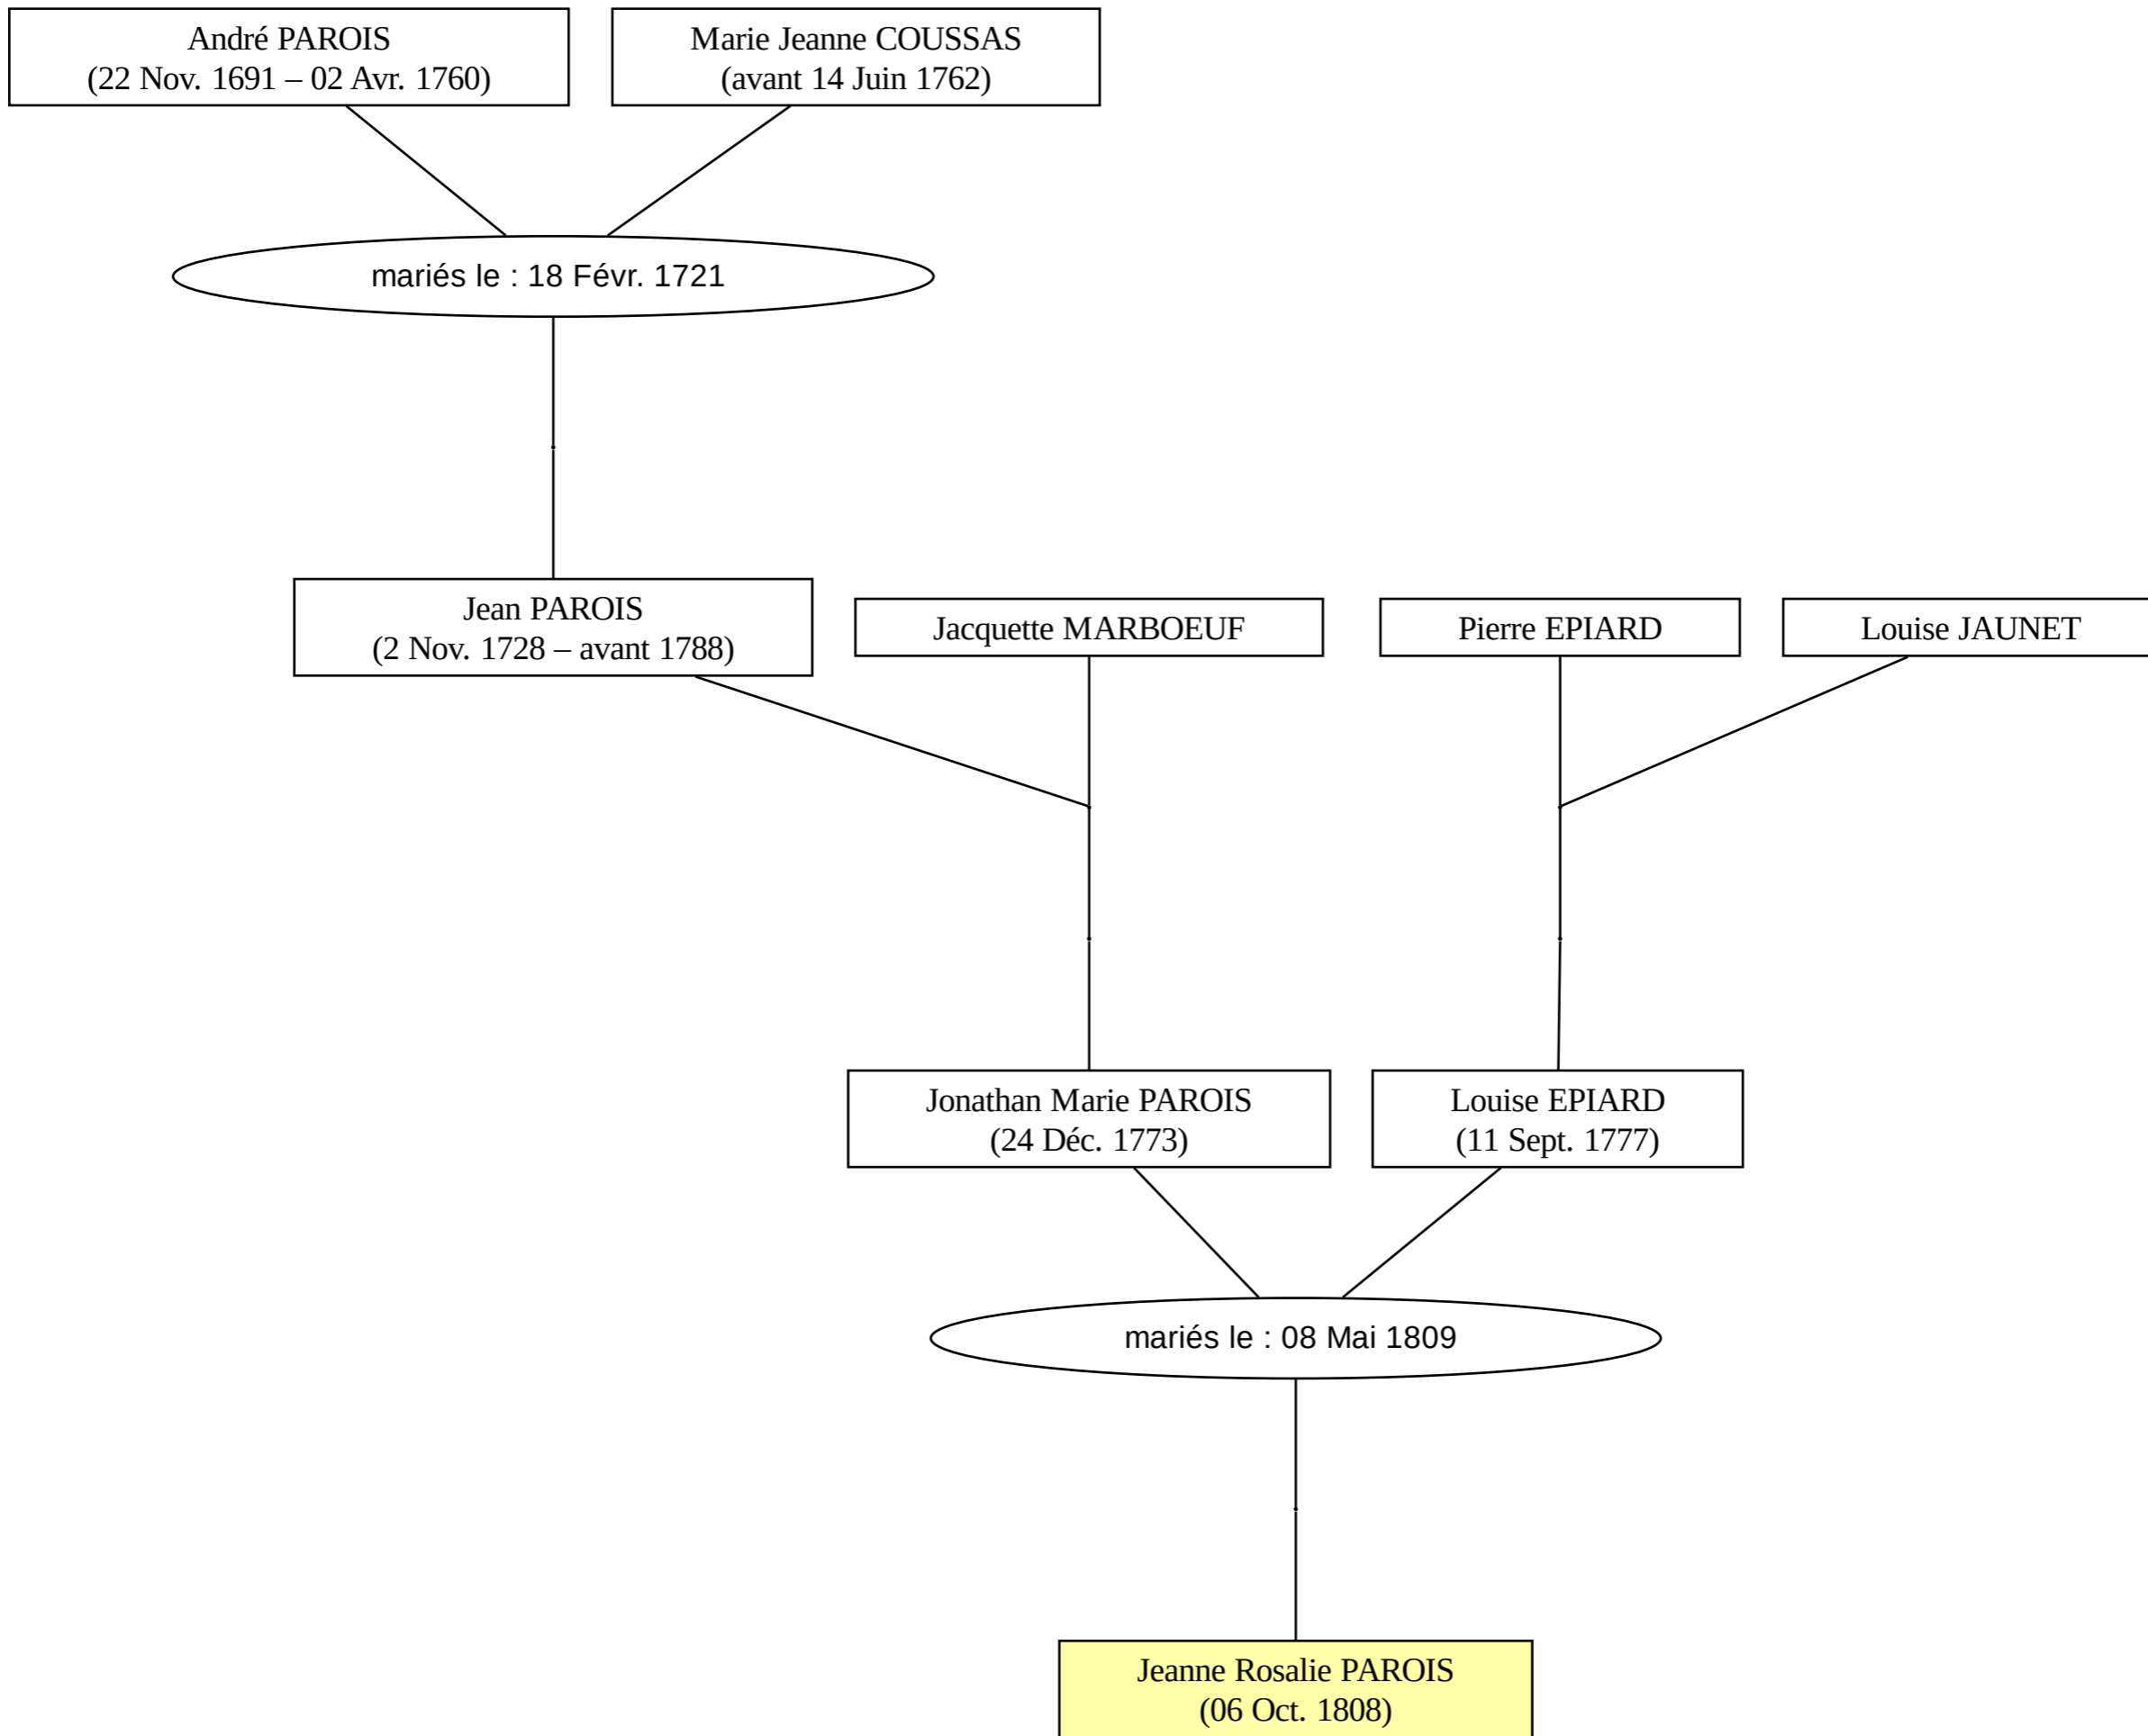 André PAROIS
(22 Nov. 1691 – 02 Avr. 1760)
Marie Jeanne COUSSAS
(avant 14 Juin 1762)
mariés le : 18 Févr. 1721
Jean PAROIS
(2 Nov. 1728 – avant 1788)
Jacquette MARBOEUF
Pierre EPIARD
Louise JAUNET
Jonathan Marie PAROIS
(24 Déc. 1773)
Louise EPIARD
(11 Sept. 1777)
mariés le : 08 Mai 1809
Jeanne Rosalie PAROIS
(06 Oct. 1808)